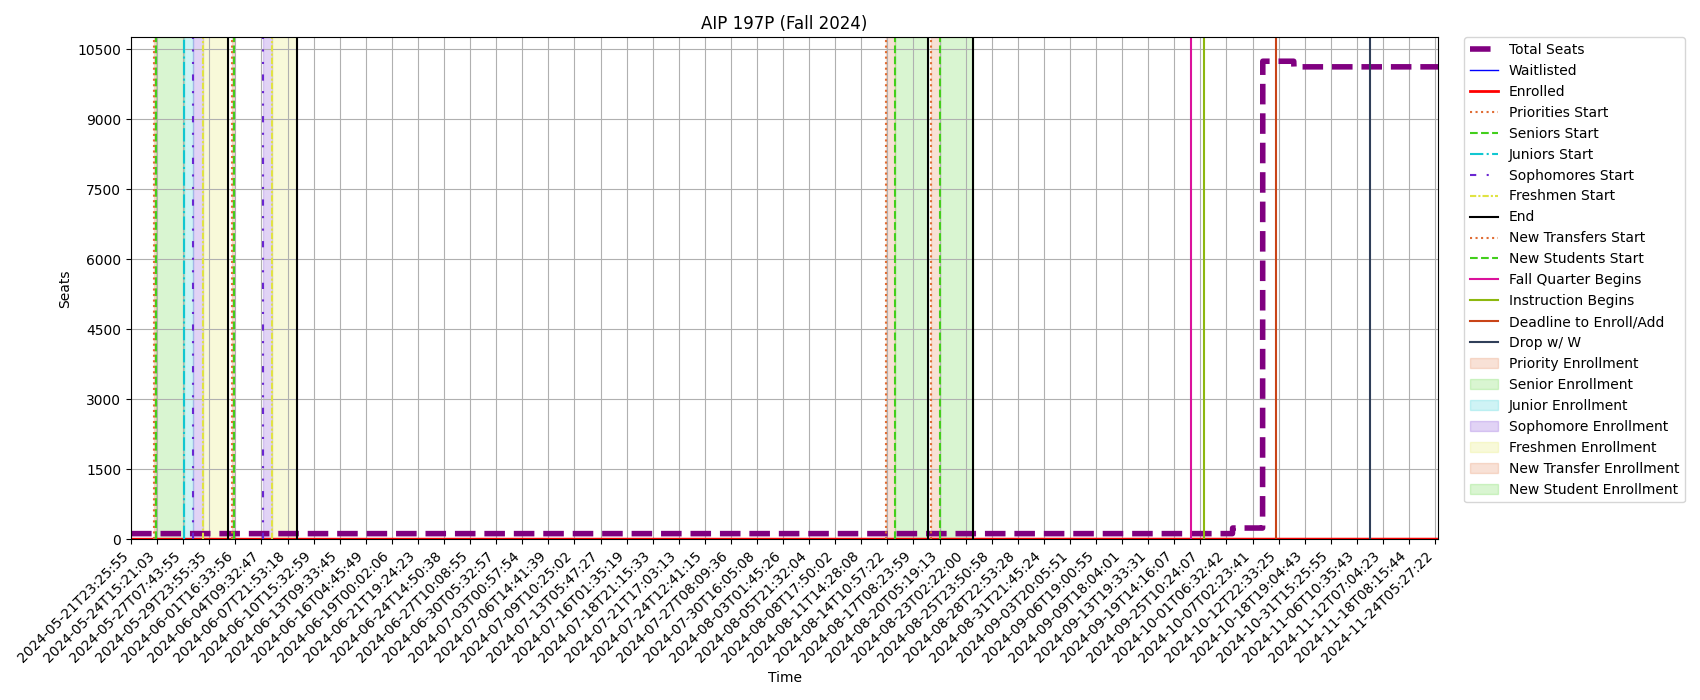 AIP 197P (Fall 2024)
Seats
10500
9000
7500
6000
4500
3000
1500
0
2024-05-21T23:25:55
2024-05-24T15:21:03
2024-05-27T07:43:55
2024-05-29T23:55:35
2024-06-01T16:33:56
2024-06-04T09:32:47
2024-06-07T21:53:18
2024-06-10T15:32:59
2024-06-13T09:33:45
2024-06-16T04:45:49
2024-06-19T00:02:06
2024-06-21T19:24:23
2024-06-24T14:50:38
2024-06-27T10:08:55
2024-06-30T05:32:57
2024-07-03T00:57:54
2024-07-06T14:41:39
2024-07-09T10:25:02
2024-07-13T05:47:27
2024-07-16T01:35:19
2024-07-18T21:15:33
2024-07-21T17:03:13
2024-07-24T12:41:15
2024-07-27T08:09:36
2024-07-30T16:05:08
2024-08-03T01:45:26
2024-08-05T21:32:04
2024-08-08T17:50:02
2024-08-11T14:28:08
2024-08-14T10:57:22
2024-08-17T08:23:59
2024-08-20T05:19:13
2024-08-23T02:22:00
2024-08-25T23:50:58
2024-08-28T22:53:28
2024-08-31T21:45:24
2024-09-03T20:05:51
2024-09-06T19:00:55
2024-09-09T18:04:01
2024-09-13T19:33:31
2024-09-19T14:16:07
2024-09-25T10:24:07
2024-10-01T06:32:42
2024-10-07T02:23:41
2024-10-12T22:33:25
2024-10-18T19:04:43
2024-10-31T15:25:55
2024-11-06T10:35:43
2024-11-12T07:04:23
2024-11-18T08:15:44
2024-11-24T05:27:22
Time
Total Seats
Waitlisted
Enrolled
Priorities Start
Seniors Start
Juniors Start
Sophomores Start
Freshmen Start
End
New Transfers Start
New Students Start
Fall Quarter Begins
Instruction Begins
Deadline to Enroll/Add
Drop w/ W
Priority Enrollment
Senior Enrollment
Junior Enrollment
Sophomore Enrollment
Freshmen Enrollment
New Transfer Enrollment
New Student Enrollment